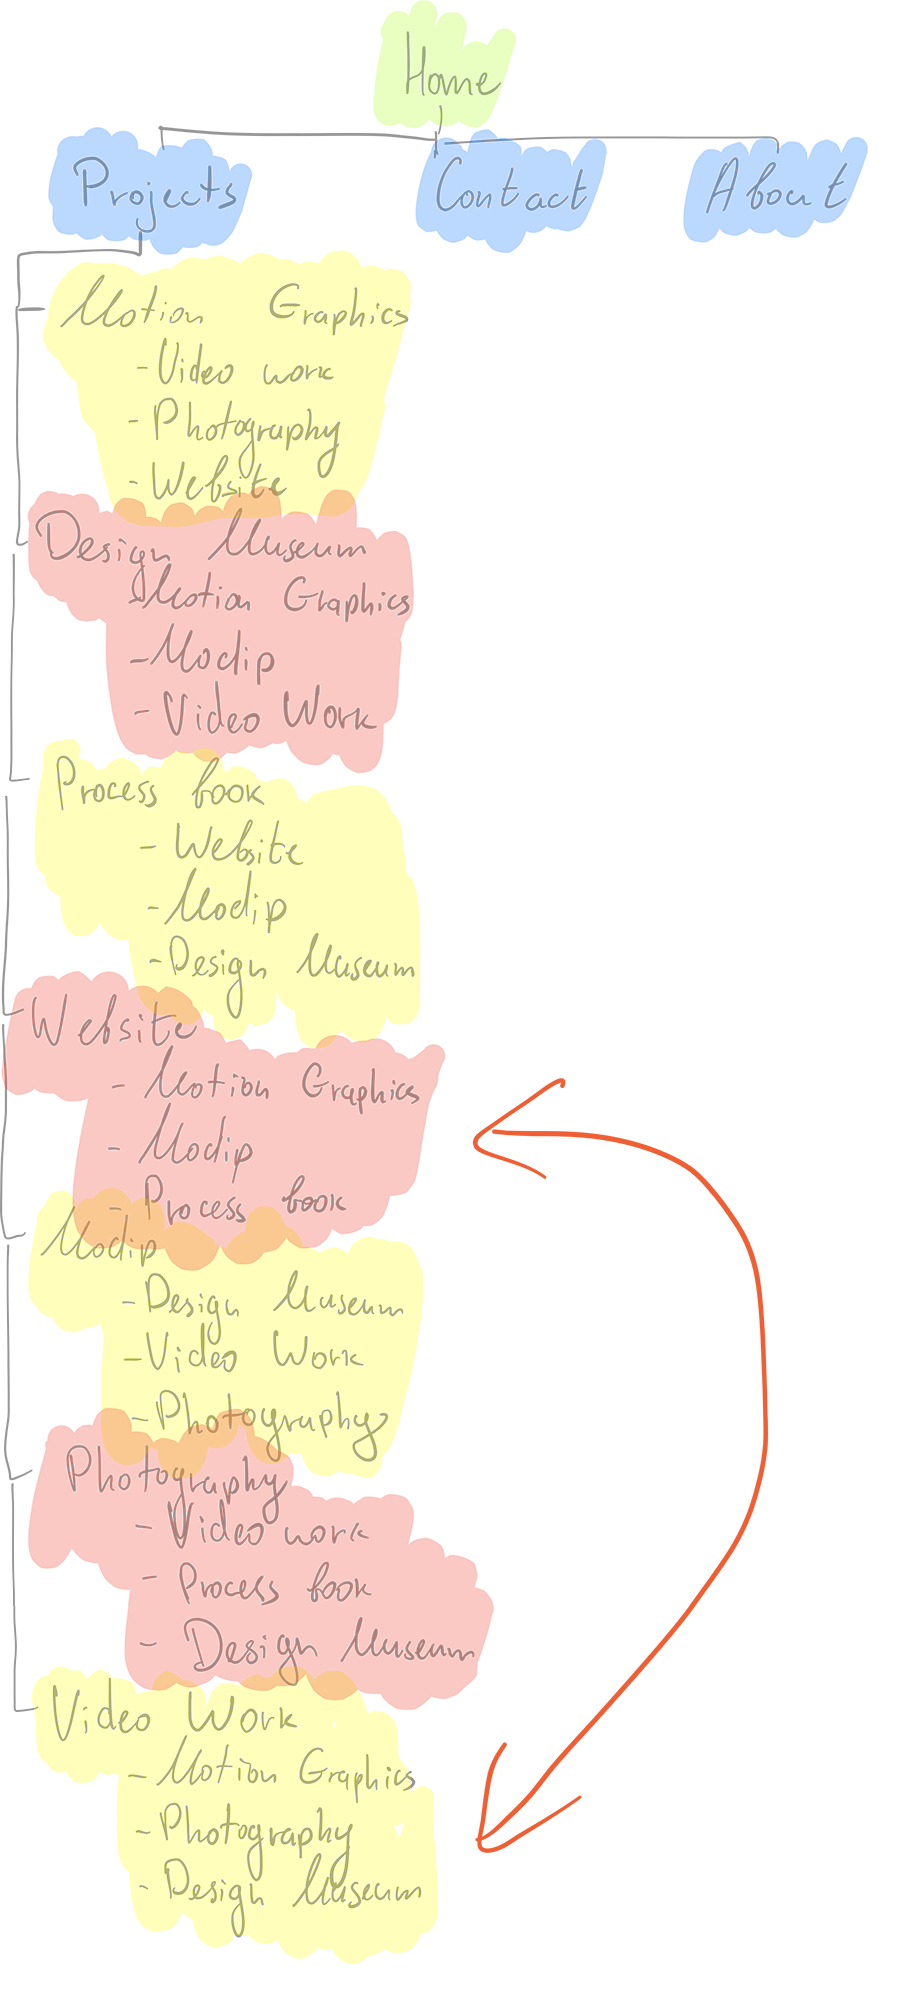 Home
Projects Contact About
Motion Graphics
- Video work
- Photography
- Website
Design Museum
- Motion Graphics
- Modip
- Video Work
Process book
- Website
- Modip
- Design Museum
Website
- Motion Graphics
- Modip
- Process book
Modip
- Design Museum
- Video Work
- Photography
Photography
- Video work
- Process book
- Design Museum
Video Work
- Motion Graphics
- Photography
- Design Museum